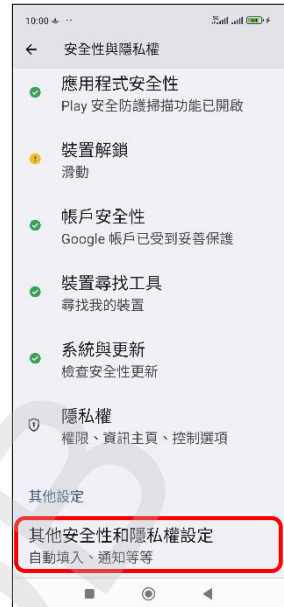 10:00
安全性與隱私權
應用程式安全性
Play 安全防護掃描功能已開啟
裝置解鎖
滑動
帳戶安全性
Google 帳戶已受到妥善保護
裝置尋找工具
尋找我的裝置
系統與更新
檢查安全性更新
隱私權
權限、資訊主頁、控制選項
其他設定
其他安全性和隱私權設定
自動填入、通知等等